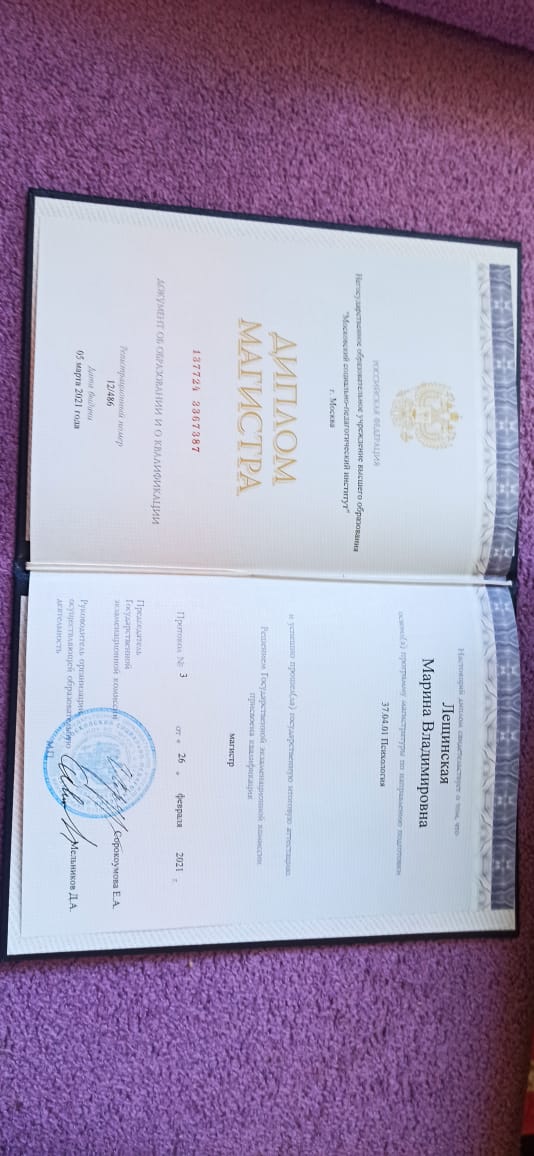 РОССИЙСКАЯ ФЕДЕРАЦИЯ
Негосударственное образовательное учреждение высшего образования
"Московский социально-педагогический институт"
г. Москва
ДИПЛОМ
МАГИСТРА
137724 3367367
ДОКУМЕНТ ОБ ОБРАЗОВАНИИ И О КВАЛИФИКАЦИИ
Регистрационный номер
12/486
Дата выдачи
05 марта 2021 года
Настоящий диплом свидетельствует о том, что
Лещинская
Марина Владимировна
освоил(а) программу магистратуры по направлению подготовки
37.04.01 Психология
и успешно прошел(ла) государственную итоговую аттестацию
Решением Государственной экзаменационной комиссии
присвоена квалификация
магистр
Протокол № 3 от « 26 » февраля 2021 г.
Председатель
Государственной
экзаменационной комиссии
Сорокоумова Е.А.
Руководитель организации,
осуществляющей образовательную
деятельность
Мельников Д.А.
М.П.